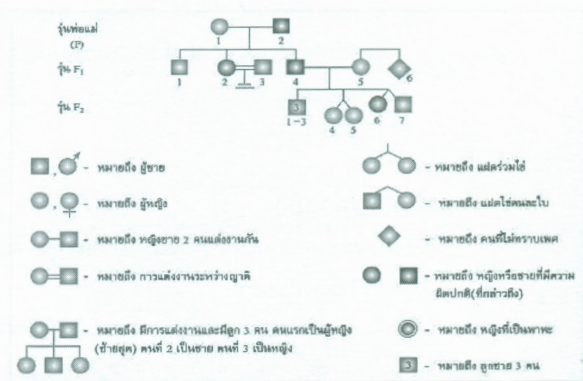 รุ่นพ่อแม่
(P)
1 2
รุ่น F₁
1 2 3 4 5 6
รุ่น F₂
3
1-3 4 5 6 7
- หมายถึง ผู้ชาย
- หมายถึง แฝดร่วมไข่
- หมายถึง ผู้หญิง
- หมายถึง แฝดไข่คนละใบ
- หมายถึง หญิงชาย 2 คนแต่งงานกัน
- หมายถึง คนที่ไม่ทราบเพศ
- หมายถึง การแต่งงานระหว่างญาติ
- หมายถึง หญิงหรือชายที่มีความ
ผิดปกติ(ที่กล่าวถึง)
- หมายถึง มีการแต่งงานและมีลูก 3 คน คนแรกเป็นผู้หญิง
(ซ้ายสุด) คนที่ 2 เป็นชาย คนที่ 3 เป็นหญิง
- หมายถึง หญิงที่เป็นพาหะ
3 - หมายถึง ลูกชาย 3 คน